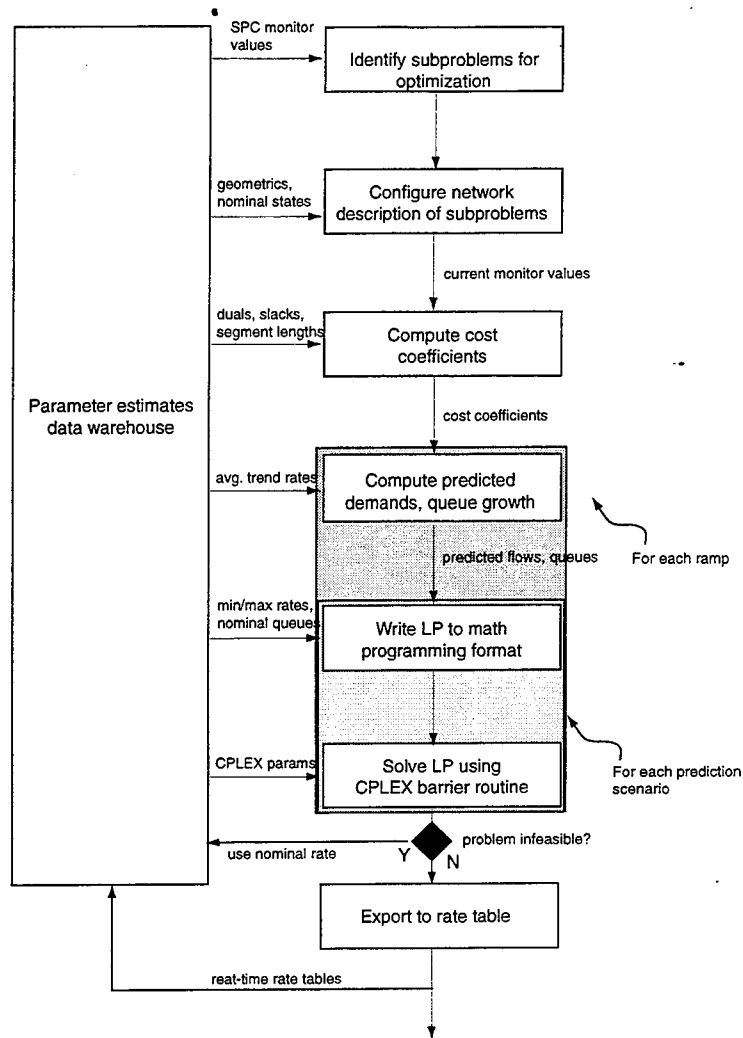 SPC monitor
values
Identify subproblems for
optimization
geometrics,
nominal states
Configure network
description of subproblems
current monitor values
duals, slacks,
segment lengths
Compute cost
coefficients
Parameter estimates
data warehouse
cost coefficients
avg. trend rates
Compute predicted
demands, queue growth
predicted flows, queues
For each ramp
min/max rates,
nominal queues
Write LP to math
programming format
CPLEX params
Solve LP using
CPLEX barrier routine
For each prediction
scenario
problem infeasible?
Y
N
use nominal rate
Export to rate table
reat-time rate tables